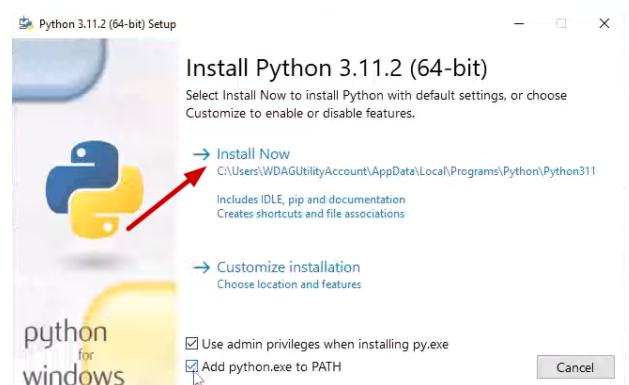 Python 3.11.2 (64-bit) Setup
Install Python 3.11.2 (64-bit)
Select Install Now to install Python with default settings, or choose
Customize to enable or disable features.
Install Now
C:\Users\WDAGUtilityAccount\AppData\Local\Programs\Python\Python311
Includes IDLE, pip and documentation
Creates shortcuts and file associations
Customize installation
Choose location and features
python
for
windows
Use admin privileges when installing py.exe
Add python.exe to PATH
Cancel